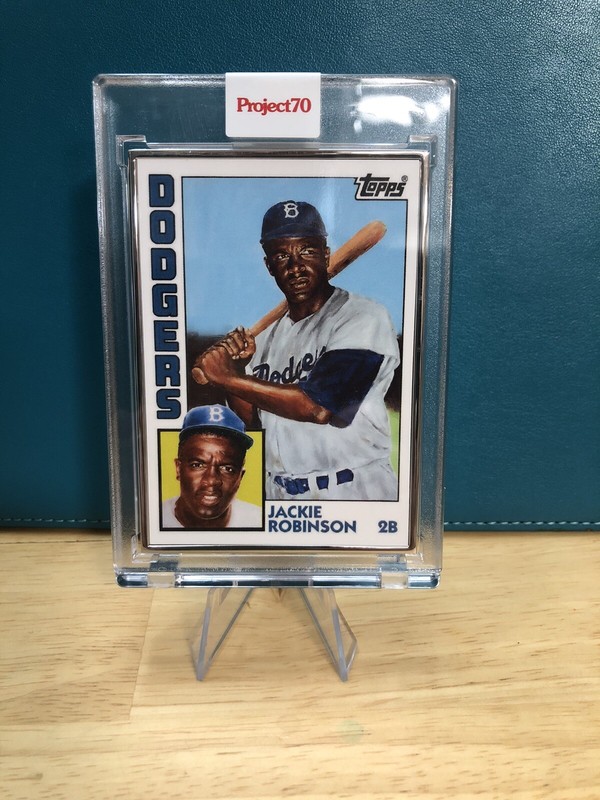 Project70
topps®
DODGERS
B
Dodgers
B
JACKIE
ROBINSON
2B